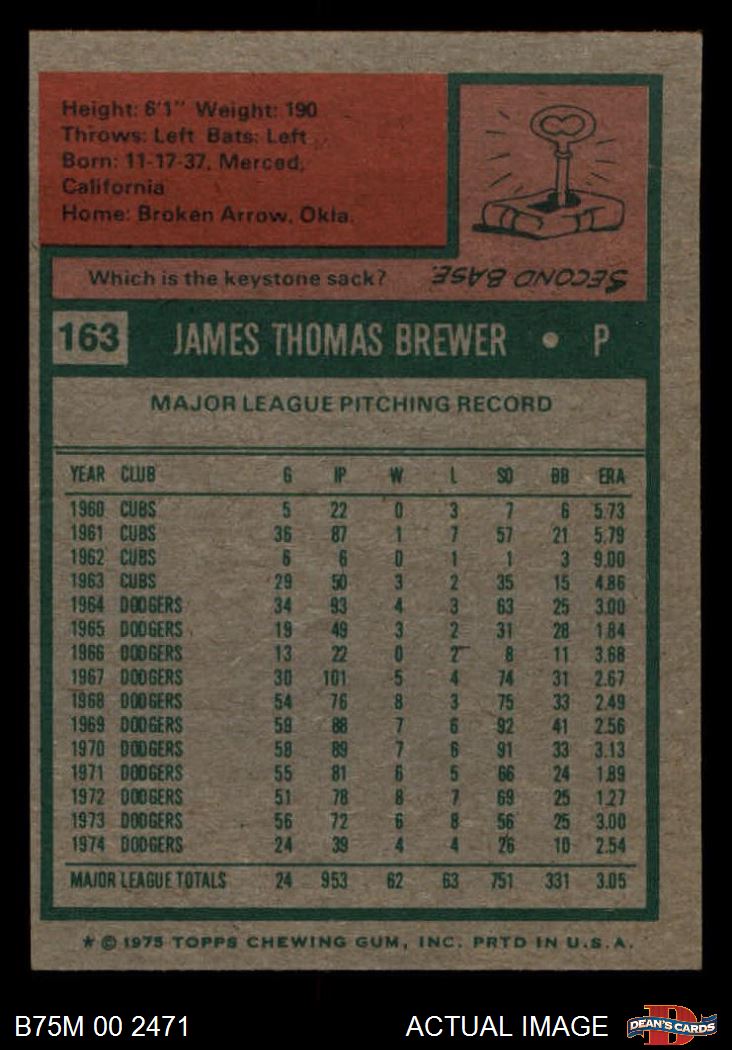 Height: 6'1" Weight: 190
Throws: Left Bats: Left
Born: 11-17-37, Merced,
California
Home: Broken Arrow, Okla.
Which is the keystone sack?
SECOND BASE.
163 JAMES THOMAS BREWER • P
MAJOR LEAGUE PITCHING RECORD
YEAR CLUB G IP W L SO BB ERA
1960 CUBS 5 22 0 3 7 6 5.73
1961 CUBS 36 87 1 7 57 21 5.79
1962 CUBS 6 6 0 1 1 3 9.00
1963 CUBS 29 50 3 2 35 15 4.86
1964 DODGERS 34 93 4 3 63 25 3.00
1965 DODGERS 19 49 3 2 31 28 1.84
1966 DODGERS 13 22 0 2 8 11 3.68
1967 DODGERS 30 101 5 4 74 31 2.67
1968 DODGERS 54 76 8 3 75 33 2.49
1969 DODGERS 59 88 7 6 92 41 2.56
1970 DODGERS 58 89 7 6 91 33 3.13
1971 DODGERS 55 81 6 5 66 24 1.89
1972 DODGERS 51 78 8 7 69 25 1.27
1973 DODGERS 56 72 6 8 56 25 3.00
1974 DODGERS 24 39 4 4 26 10 2.54
MAJOR LEAGUE TOTALS 24 953 62 63 751 331 3.05
★ © 1975 TOPPS CHEWING GUM, INC. PRTD IN U.S.A.
B75M 00 2471 ACTUAL IMAGE D DEAN'S CARDS